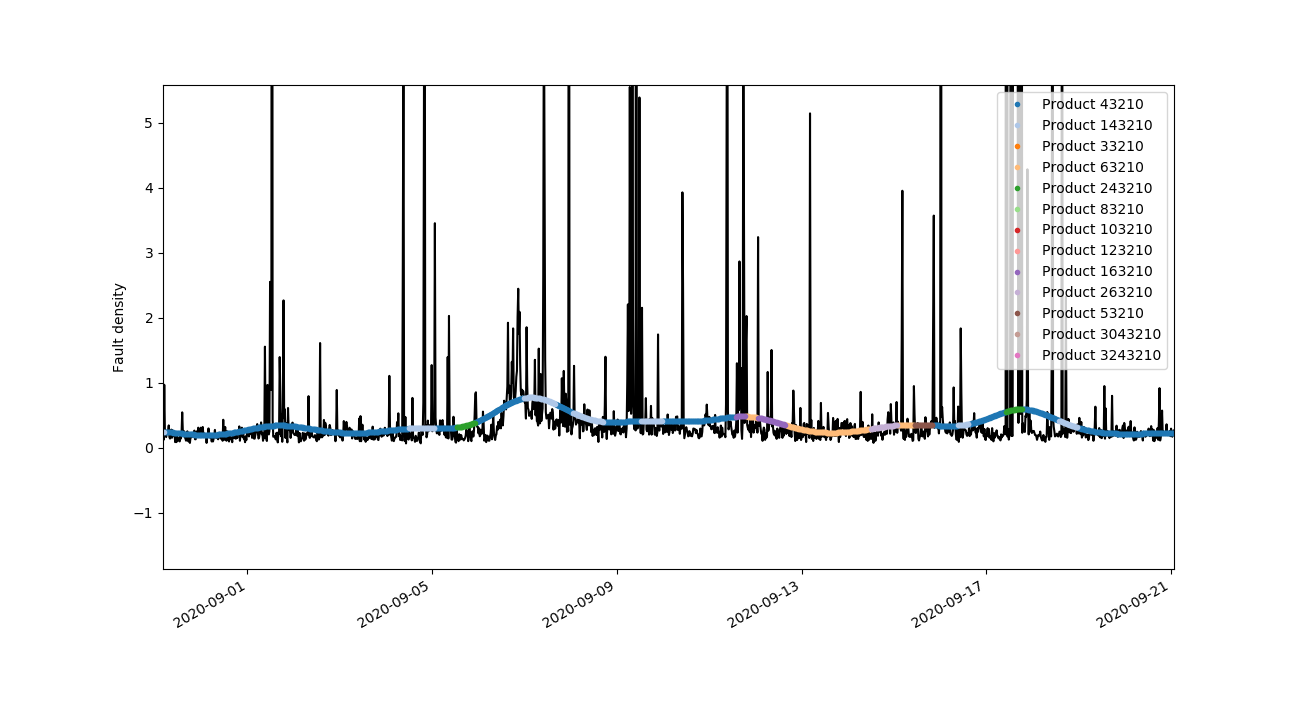 5
4
3
2
1
0
−1
Fault density
2020-09-01
2020-09-05
2020-09-09
2020-09-13
2020-09-17
2020-09-21
Product 43210
Product 143210
Product 33210
Product 63210
Product 243210
Product 83210
Product 103210
Product 123210
Product 163210
Product 263210
Product 53210
Product 3043210
Product 3243210